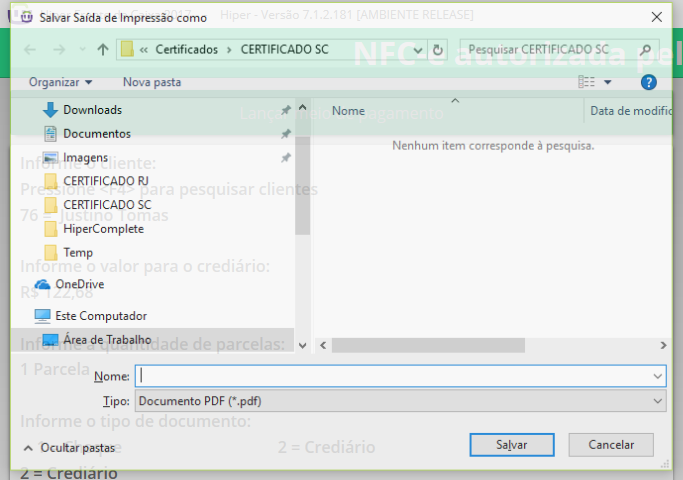 Salvar Saída de Impressão como
Hiper - Versão 7.1.2.181 [AMBIENTE RELEASE]
« Certificados › CERTIFICADO SC
Pesquisar CERTIFICADO SC
NFC-e autorizada pel
Organizar
Nova pasta
Downloads
Nome
Data de modific
Documentos
Nenhum item corresponde à pesquisa.
Imagens
Informe o cliente:
CERTIFICADO RJ
Pressione <F4> para pesquisar clientes
CERTIFICADO SC
76 = Justino Tomas
HiperComplete
Temp
Informe o valor para o crediário:
OneDrive
R$ 122,68
Este Computador
Área de Trabalho
Informe a quantidade de parcelas:
1 Parcela
Nome:
Tipo: Documento PDF (*.pdf)
Informe o tipo de documento:
Ocultar pastas
2 = Crediário
Salvar
Cancelar
2 = Crediário